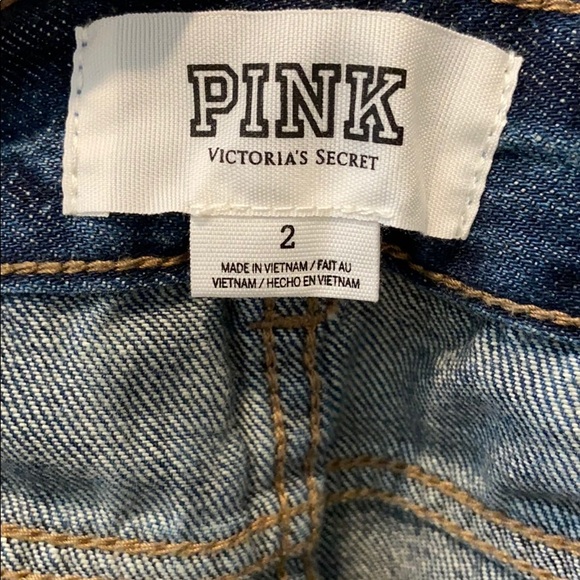 PINK
VICTORIA'S SECRET
2
MADE IN VIETNAM / FAIT AU
VIETNAM / HECHO EN VIETNAM